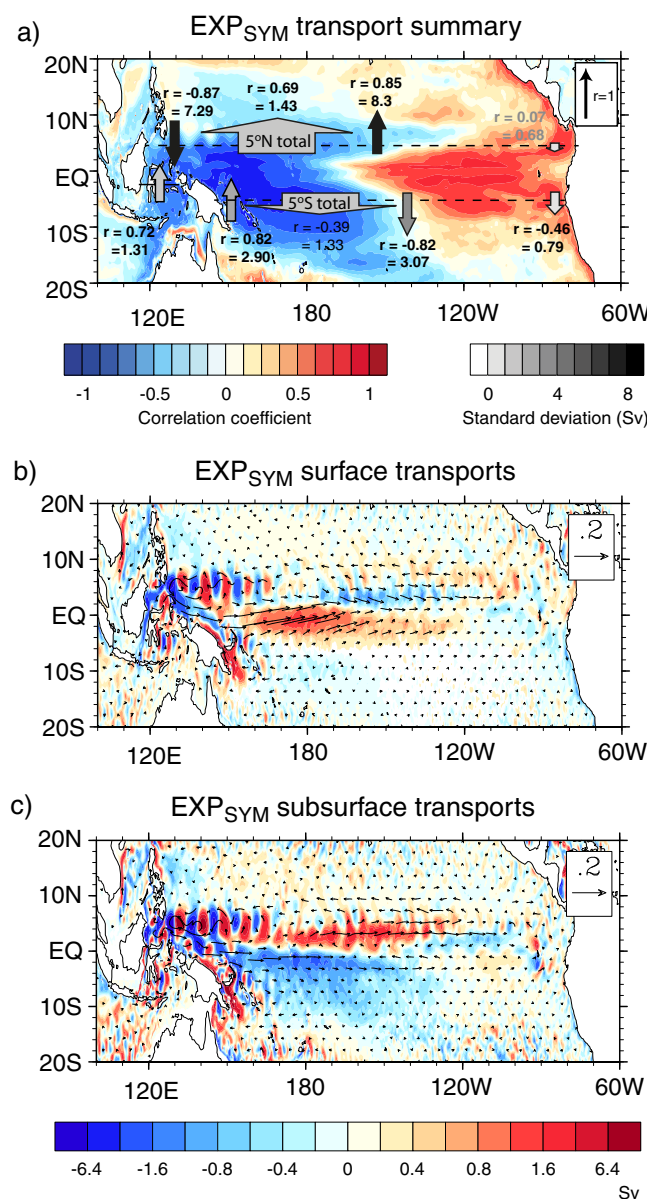 a)
EXPSYM transport summary
20N
10N
EQ
10S
20S
r = -0.87
= 7.29
r = 0.69
= 1.43
r = 0.85
= 8.3
r = 0.07
= 0.68
r=1
5ºN total
5ºS total
r = 0.72
=1.31
r = 0.82
= 2.90
r = -0.39
= 1.33
r = -0.82
= 3.07
r = -0.46
= 0.79
120E 180 120W 60W
-1 -0.5 0 0.5 1
Correlation coefficient
0 2 4 6 8
Standard deviation (Sv)
b)
EXPSYM surface transports
20N
10N
EQ
10S
20S
.2
120E 180 120W 60W
c)
EXPSYM subsurface transports
20N
10N
EQ
10S
20S
.2
120E 180 120W 60W
-6.4 -1.6 -0.8 -0.4 0 0.4 0.8 1.6 6.4
Sv